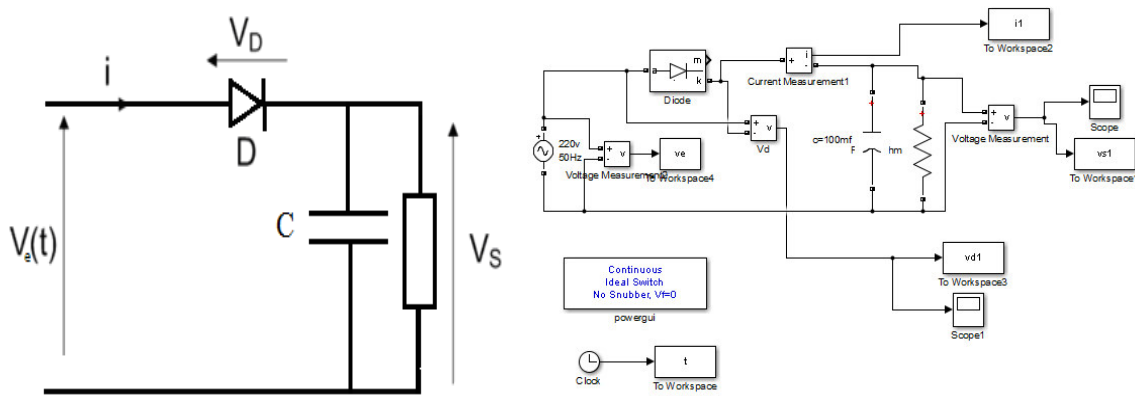 V_D
i
D
C
V_e(t)
V_S
i1
To Workspace2
m
k
Diode
+
i
-
Current Measurement1
+
-
v
Vd
220v
50Hz
+
-
v
Voltage Measurement
ve
To Workspace4
c=100mf
hm
+
-
v
Voltage Measurement
Scope
vs1
To Workspace
Continuous
Ideal Switch
No Snubber, Vf=0
powergui
vd1
To Workspace3
Scope1
Clock
t
To Workspace